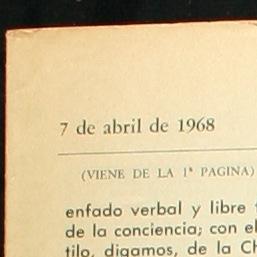 7 de abril de 1968
(VIENE DE LA 1ª PAGINA)
enfado verbal y libre
de la conciencia; con el
tilo, digamos, de la